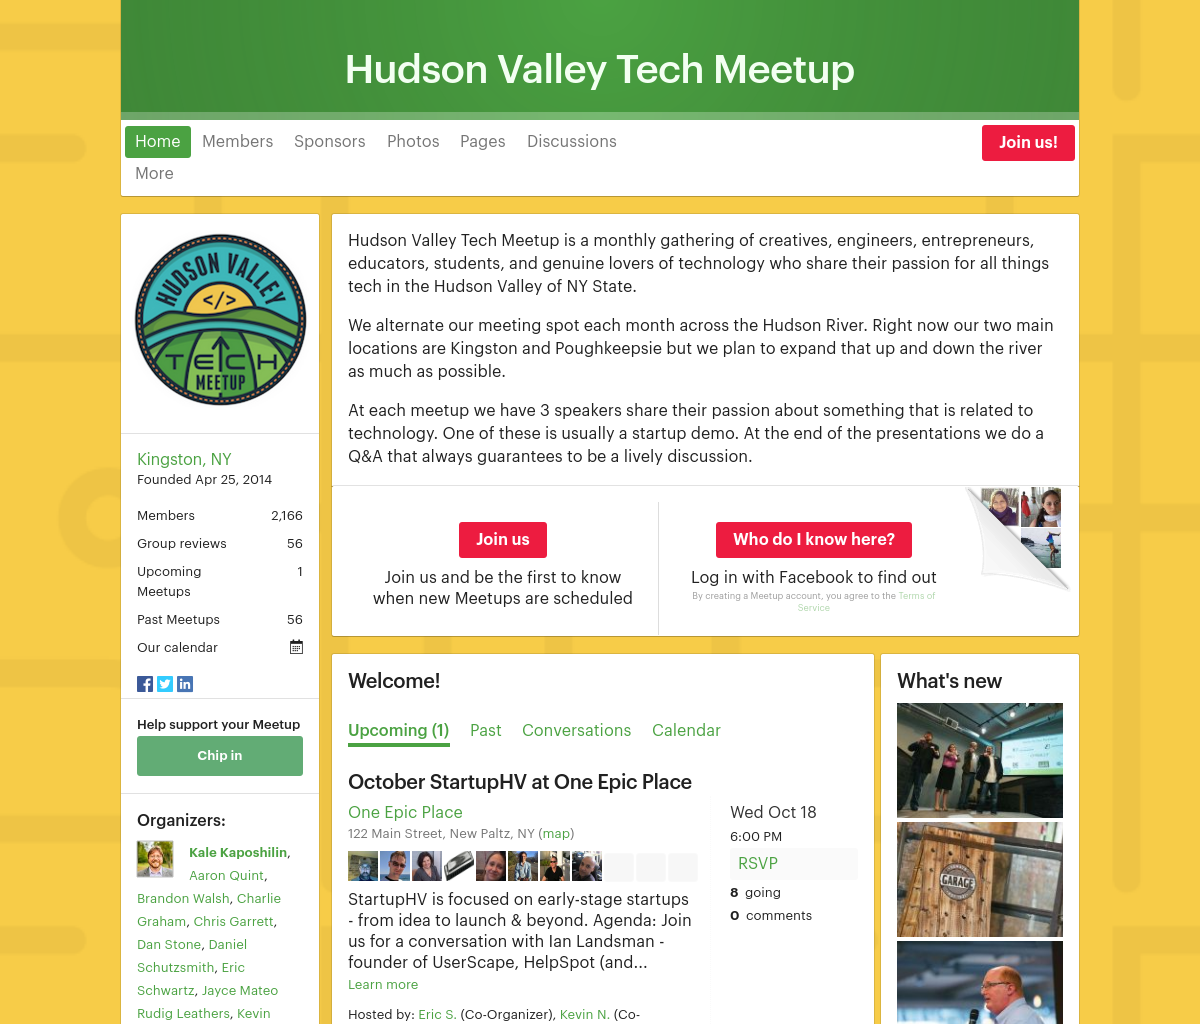 Hudson Valley Tech Meetup
Home Members Sponsors Photos Pages Discussions
Join us!
More
HUDSON VALLEY
</>
TECH
MEETUP
Kingston, NY
Founded Apr 25, 2014
Members 2,166
Group reviews 56
Upcoming 1
Meetups
Past Meetups 56
Our calendar
Help support your Meetup
Chip in
Organizers:
Kale Kaposhilin,
Aaron Quint,
Brandon Walsh, Charlie
Graham, Chris Garrett,
Dan Stone, Daniel
Schutzsmith, Eric
Schwartz, Jayce Mateo
Rudig Leathers, Kevin
Hudson Valley Tech Meetup is a monthly gathering of creatives, engineers, entrepreneurs,
educators, students, and genuine lovers of technology who share their passion for all things
tech in the Hudson Valley of NY State.
We alternate our meeting spot each month across the Hudson River. Right now our two main
locations are Kingston and Poughkeepsie but we plan to expand that up and down the river
as much as possible.
At each meetup we have 3 speakers share their passion about something that is related to
technology. One of these is usually a startup demo. At the end of the presentations we do a
Q&A that always guarantees to be a lively discussion.
Join us
Join us and be the first to know
when new Meetups are scheduled
Who do I know here?
Log in with Facebook to find out
By creating a Meetup account, you agree to the Terms of
Service
Welcome!
Upcoming (1) Past Conversations Calendar
October StartupHV at One Epic Place
One Epic Place
122 Main Street, New Paltz, NY (map)
StartupHV is focused on early-stage startups
- from idea to launch & beyond. Agenda: Join
us for a conversation with Ian Landsman -
founder of UserScape, HelpSpot (and...
Learn more
Hosted by: Eric S. (Co-Organizer), Kevin N. (Co-
Wed Oct 18
6:00 PM
RSVP
8 going
0 comments
What's new
GARAGE